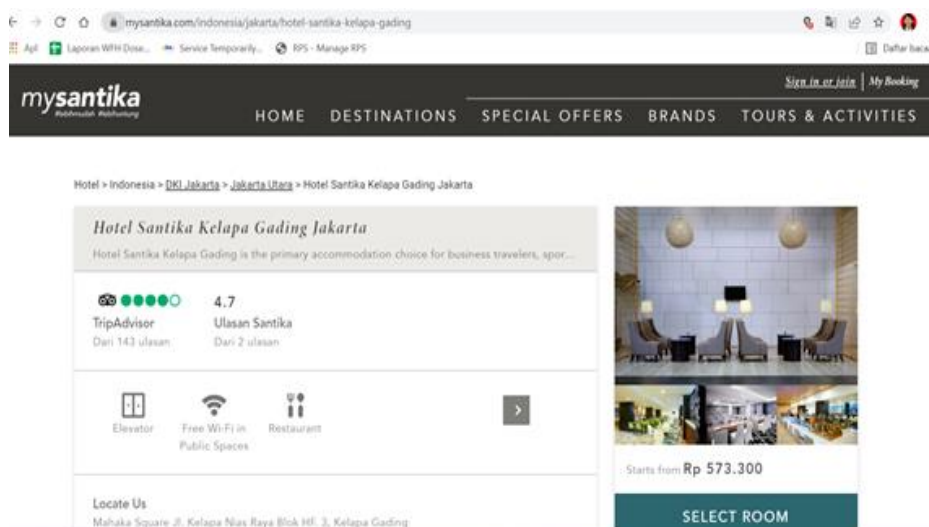 mysantika.com/indonesia/jakarta/hotel-santika-kelapa-gading
Apl Laporan WFH Dose... Service Temporarily... RPS - Manage RPS Daftar baca
Sign in or join | My Booking
mysantika
HOME DESTINATIONS SPECIAL OFFERS BRANDS TOURS & ACTIVITIES
Hotel > Indonesia > DKI Jakarta > Jakarta Utara > Hotel Santika Kelapa Gading Jakarta
Hotel Santika Kelapa Gading Jakarta
Hotel Santika Kelapa Gading is the primary accommodation choice for business travelers, spor...
4.7
TripAdvisor Ulasan Santika
Dari 143 ulasan Dari 2 ulasan
Elevator Free Wi-Fi in Restaurant
Public Spaces
Starts from Rp 573.300
Locate Us
SELECT ROOM
Mahaka Square Jl. Kelapa Nias Raya Blok HF. 3, Kelapa Gading